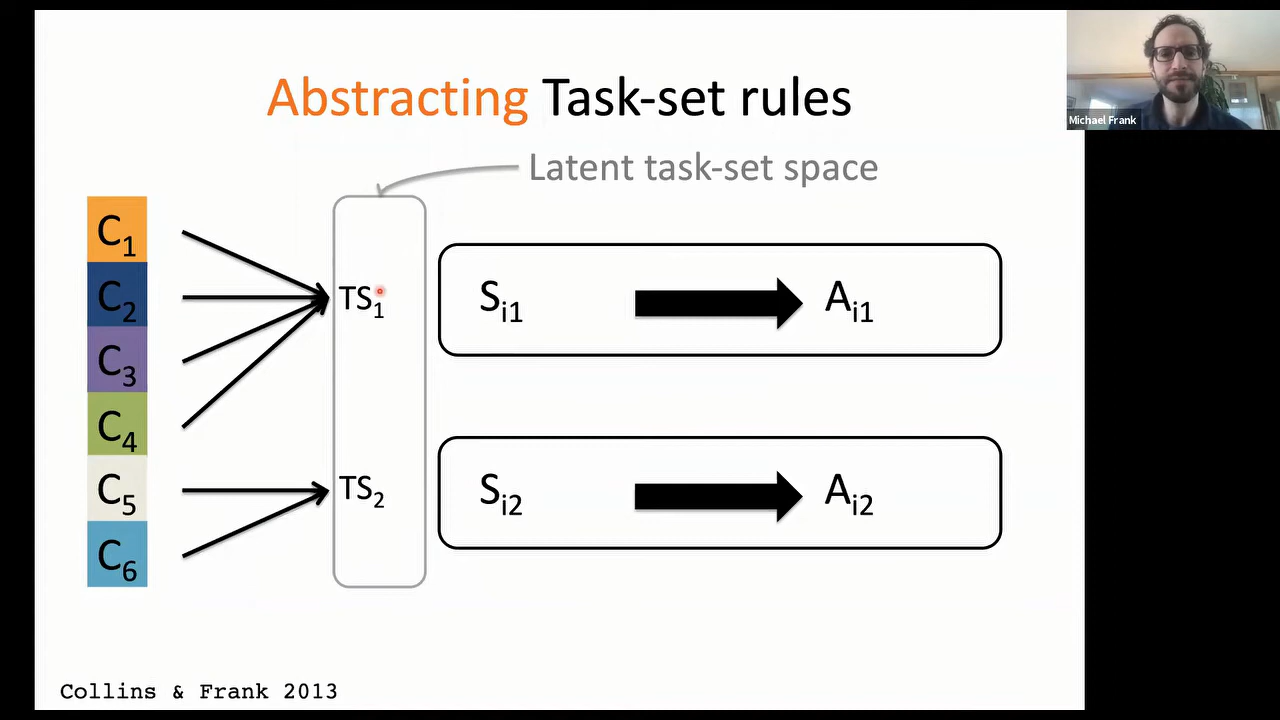 Abstracting Task-set rules
Michael Frank
Latent task-set space
C1
C2
C3
C4
C5
C6
TS1
Si1
Ai1
TS2
Si2
Ai2
Collins & Frank 2013